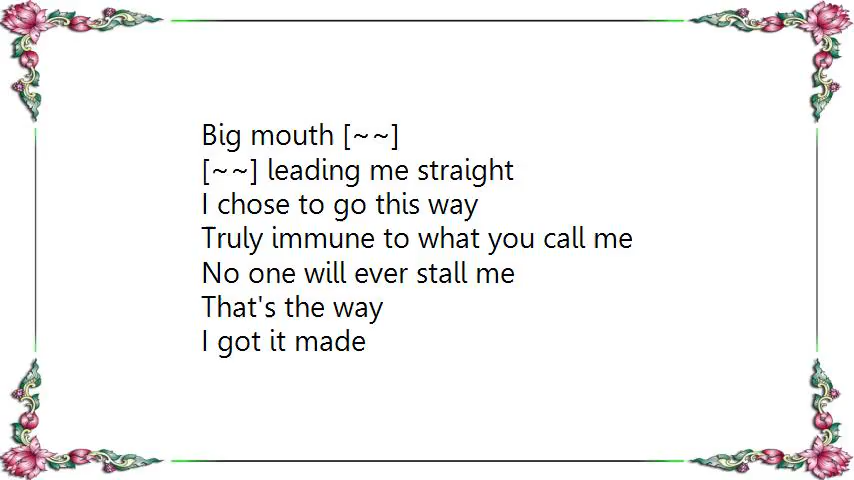 Big mouth [~~]
[~~] leading me straight
I chose to go this way
Truly immune to what you call me
No one will ever stall me
That's the way
I got it made